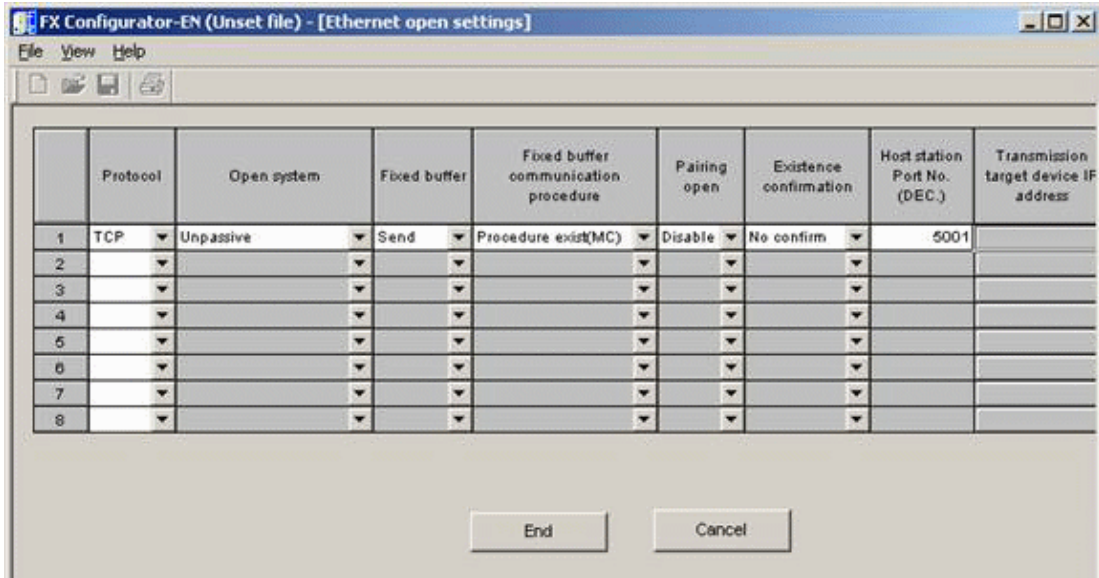 FX Configurator-EN (Unset file) - [Ethernet open settings]
File View Help
Protocol Open system Fixed buffer Fixed buffer communication procedure Pairing open Existence confirmation Host station Port No. (DEC.) Transmission target device IP address
1 TCP Unpassive Send Procedure exist(MC) Disable No confirm 5001
2
3
4
5
6
7
8
End Cancel